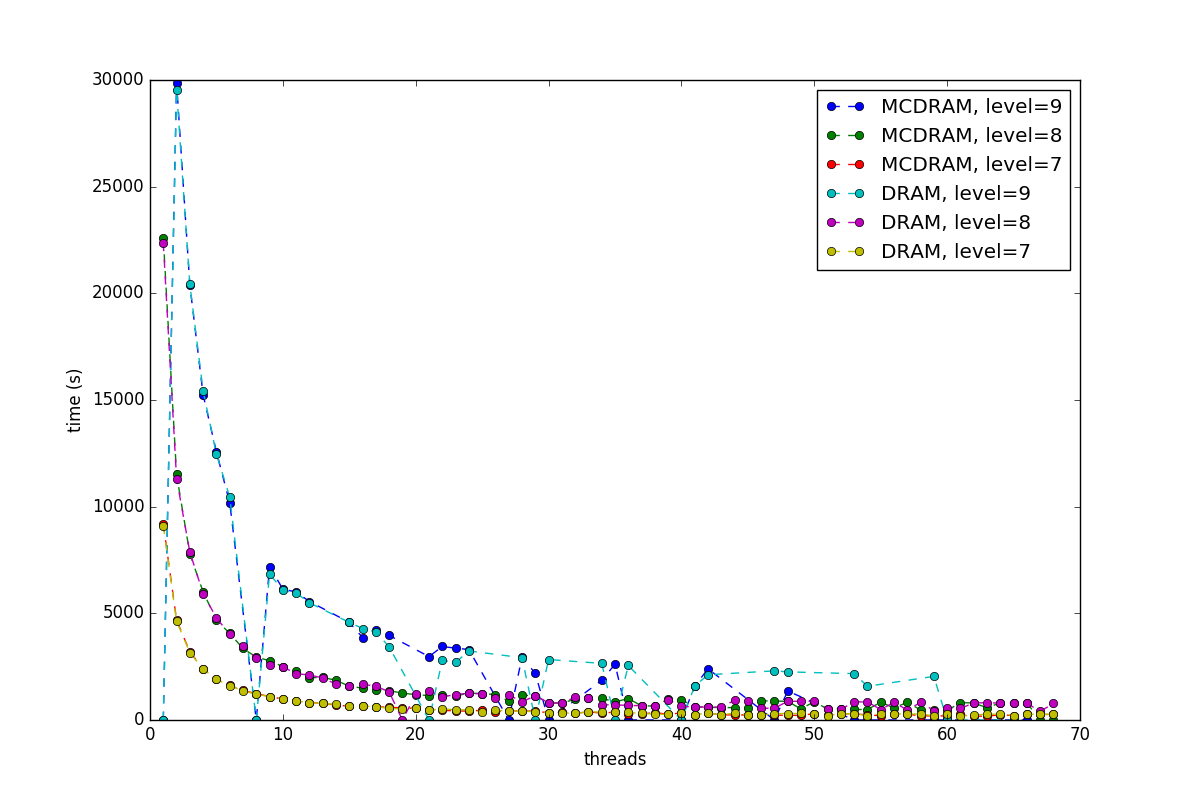 30000
25000
20000
15000
10000
5000
0
time (s)
0 10 20 30 40 50 60 70
threads
MCDRAM, level=9
MCDRAM, level=8
MCDRAM, level=7
DRAM, level=9
DRAM, level=8
DRAM, level=7